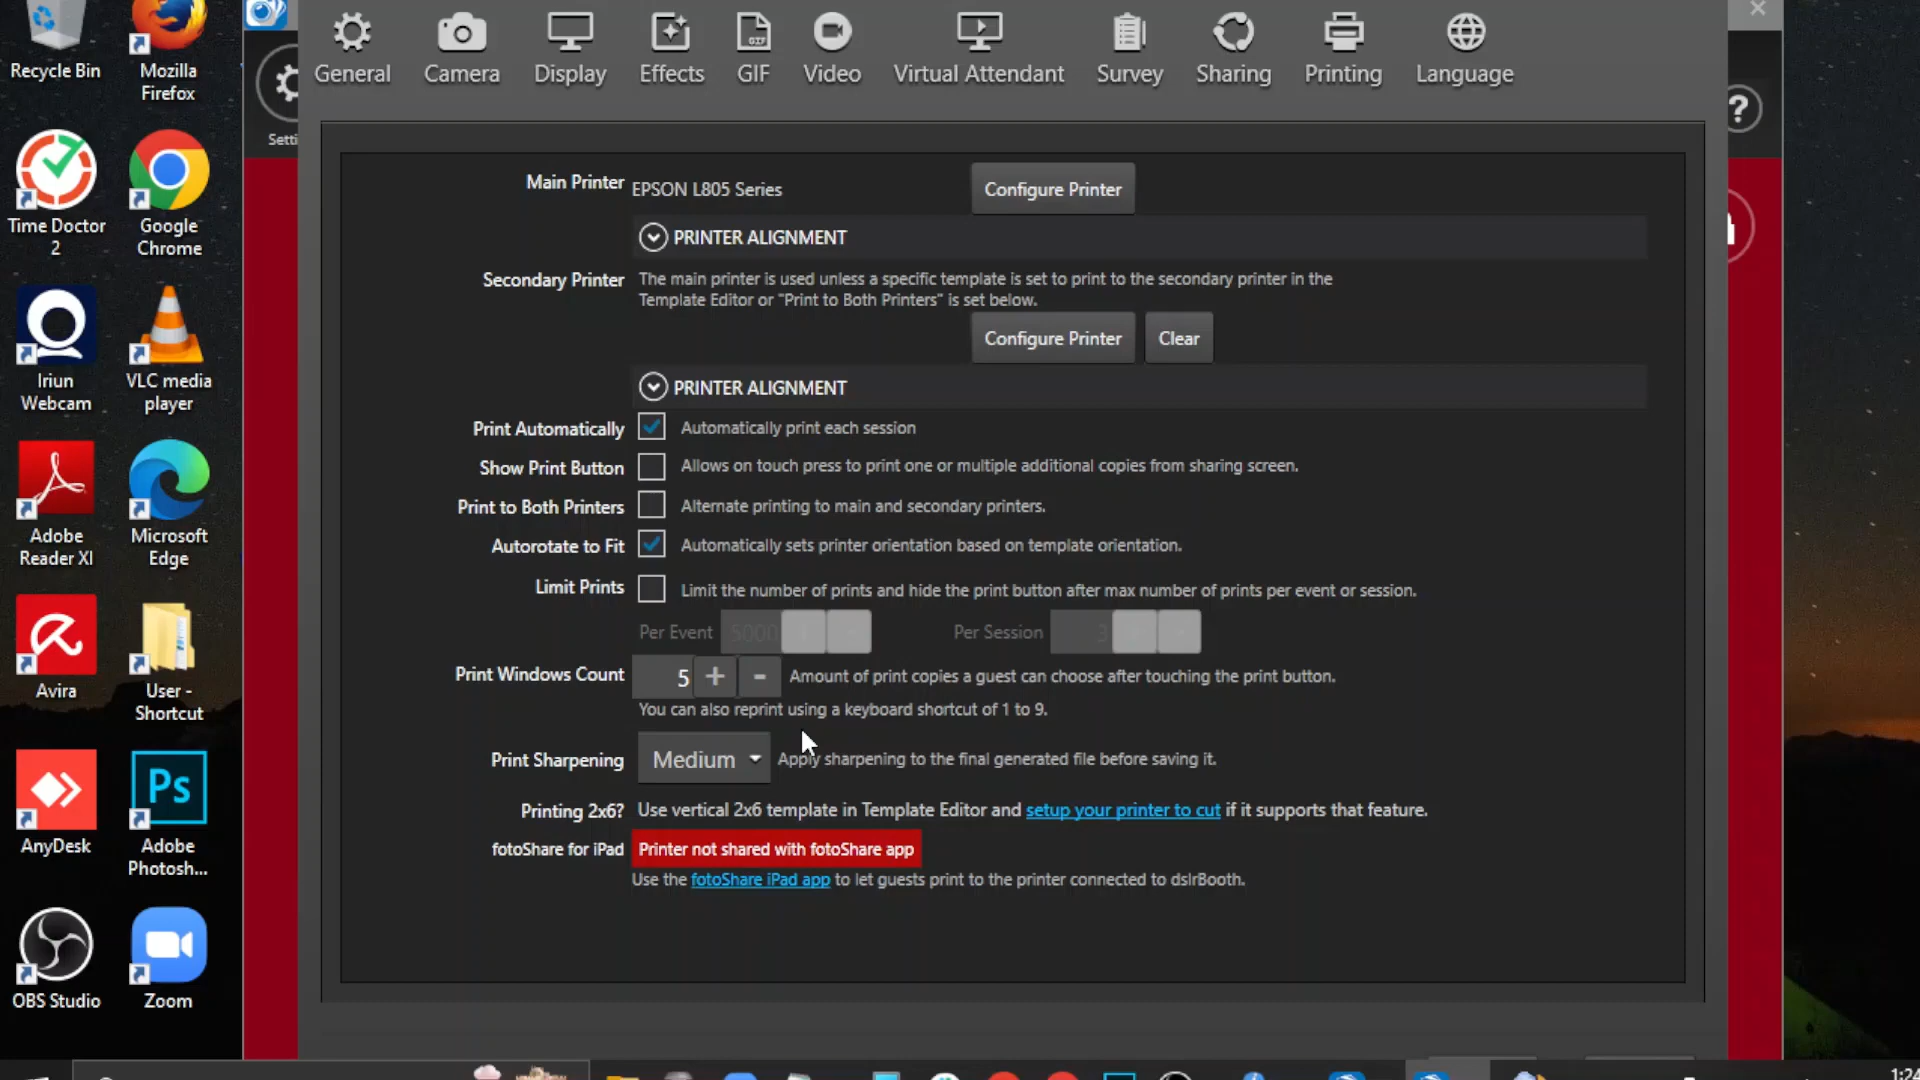 Recycle Bin
Mozilla
Firefox
Time Doctor
2
Google
Chrome
Iriun
Webcam
VLC media
player
Adobe
Reader XI
Microsoft
Edge
Avira
User -
Shortcut
AnyDesk
Ps
Adobe
Photosh...
OBS Studio
Zoom
Setti
General
Camera
Display
Effects
GIF
GIF
Video
Virtual Attendant
Survey
Sharing
Printing
Language
?
Main Printer EPSON L805 Series Configure Printer
PRINTER ALIGNMENT
Secondary Printer The main printer is used unless a specific template is set to print to the secondary printer in the
Template Editor or "Print to Both Printers" is set below.
Configure Printer Clear
PRINTER ALIGNMENT
Print Automatically Automatically print each session
Show Print Button Allows on touch press to print one or multiple additional copies from sharing screen.
Print to Both Printers Alternate printing to main and secondary printers.
Autorotate to Fit Automatically sets printer orientation based on template orientation.
Limit Prints Limit the number of prints and hide the print button after max number of prints per event or session.
Per Event 5000 Per Session 3
Print Windows Count 5 + - Amount of print copies a guest can choose after touching the print button.
You can also reprint using a keyboard shortcut of 1 to 9.
Print Sharpening Medium Apply sharpening to the final generated file before saving it.
Printing 2x6? Use vertical 2x6 template in Template Editor and setup your printer to cut if it supports that feature.
fotoShare for iPad Printer not shared with fotoShare app
Use the fotoShare iPad app to let guests print to the printer connected to dslrBooth.
1:24